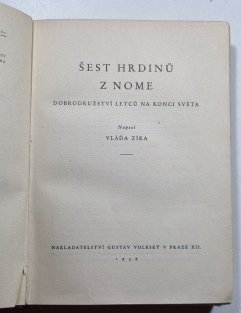 ŠEST HRDINŮ
Z NOME
DOBRODRUŽSTVÍ LETCŮ NA KONCI SVĚTA
Napsal
VLÁĎA ZÍKA
NAKLADATELSTVÍ GUSTAV VOLESKÝ V PRAZE XII.